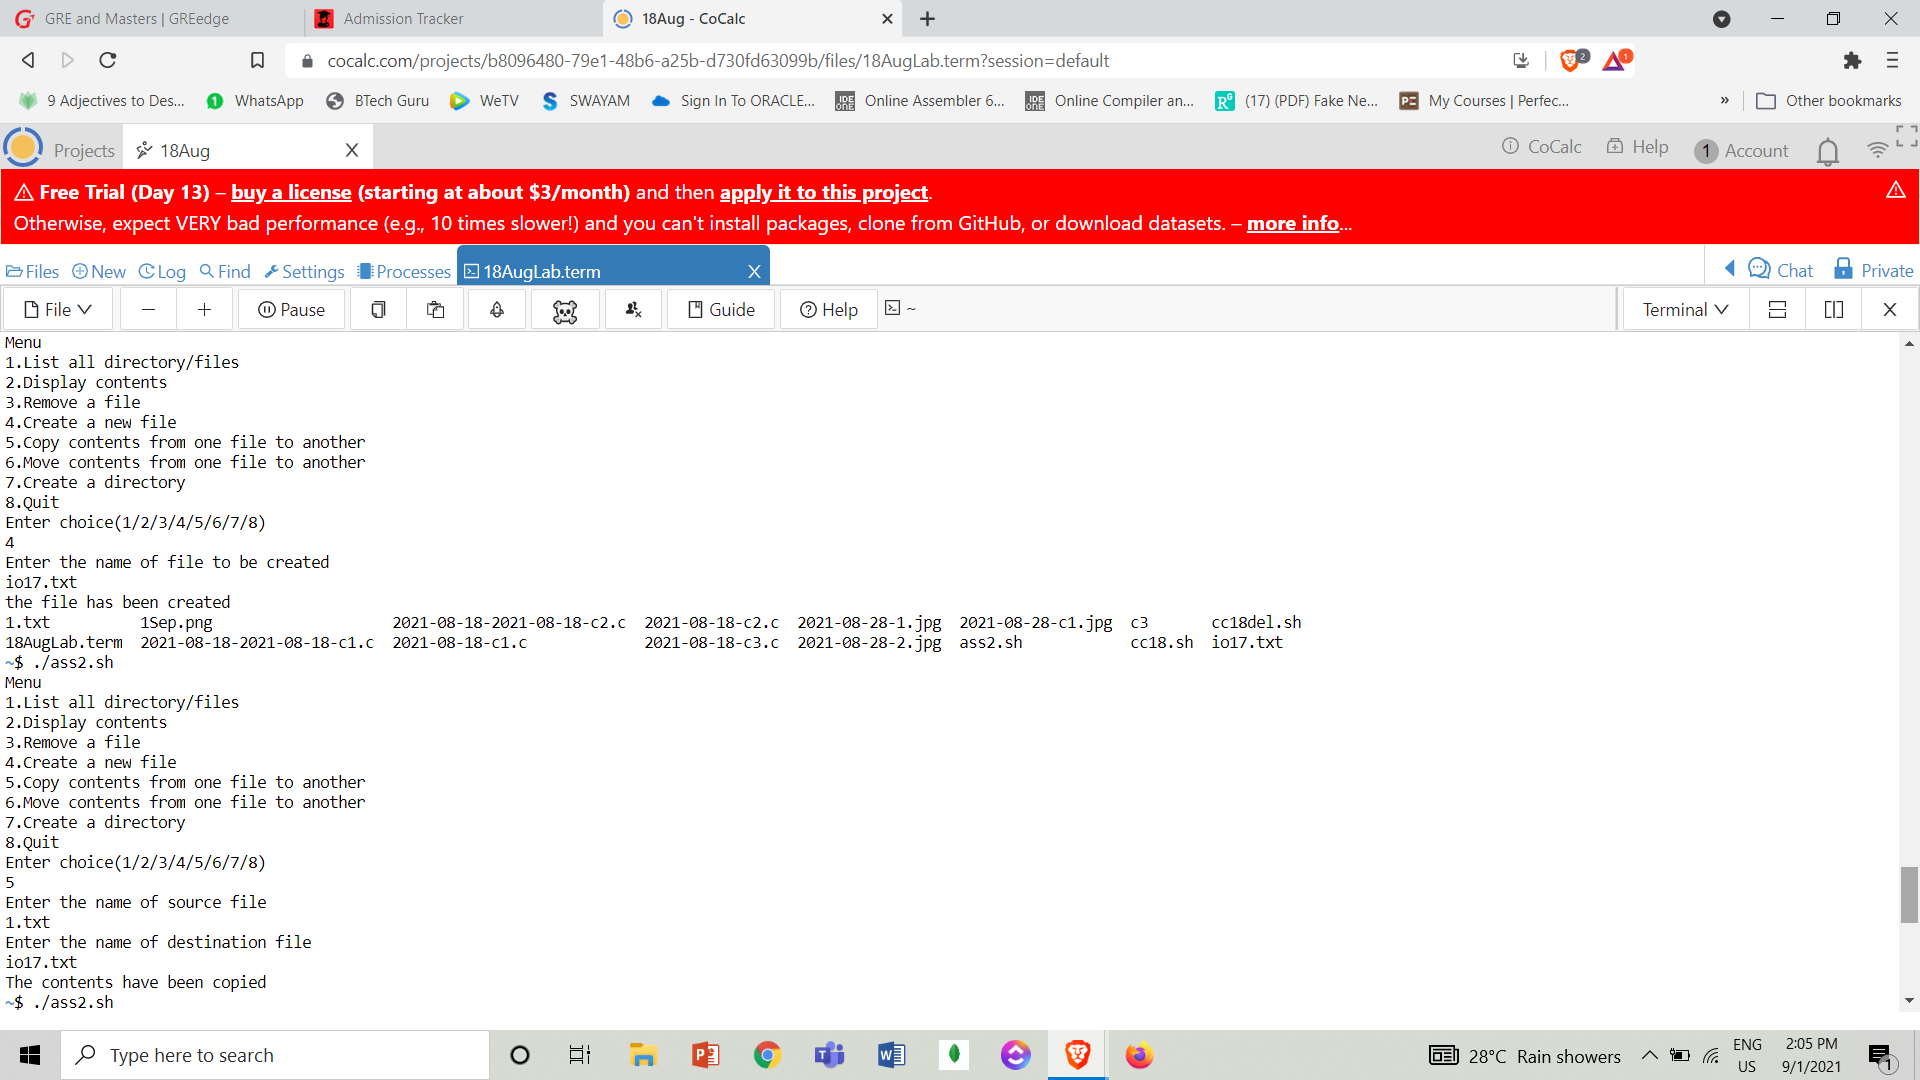 GRE and Masters | GREedge
Admission Tracker
18Aug - CoCalc
cocalc.com/projects/b8096480-79e1-48b6-a25b-d730fd63099b/files/18AugLab.term?session=default
2
1
9 Adjectives to Des...
WhatsApp
BTech Guru
WeTV
SWAYAM
Sign In To ORACLE...
Online Assembler 6...
Online Compiler an...
(17) (PDF) Fake Ne...
My Courses | Perfec...
»
Other bookmarks
Projects
18Aug
CoCalc
Help
1 Account
Free Trial (Day 13) – buy a license (starting at about $3/month) and then apply it to this project.
Otherwise, expect VERY bad performance (e.g., 10 times slower!) and you can't install packages, clone from GitHub, or download datasets. – more info...
Files
New
Log
Find
Settings
Processes
18AugLab.term
Chat
Private
File
Pause
Guide
Help
~
Terminal
Menu
1.List all directory/files
2.Display contents
3.Remove a file
4.Create a new file
5.Copy contents from one file to another
6.Move contents from one file to another
7.Create a directory
8.Quit
Enter choice(1/2/3/4/5/6/7/8)
4
Enter the name of file to be created
io17.txt
the file has been created
1.txt 1Sep.png 2021-08-18-2021-08-18-c2.c 2021-08-18-c2.c 2021-08-28-1.jpg 2021-08-28-c1.jpg c3 cc18del.sh
18AugLab.term 2021-08-18-2021-08-18-c1.c 2021-08-18-c1.c 2021-08-18-c3.c 2021-08-28-2.jpg ass2.sh cc18.sh io17.txt
~$ ./ass2.sh
Menu
1.List all directory/files
2.Display contents
3.Remove a file
4.Create a new file
5.Copy contents from one file to another
6.Move contents from one file to another
7.Create a directory
8.Quit
Enter choice(1/2/3/4/5/6/7/8)
5
Enter the name of source file
1.txt
Enter the name of destination file
io17.txt
The contents have been copied
~$ ./ass2.sh
Type here to search
28°C Rain showers
ENG
US
2:05 PM
9/1/2021
1